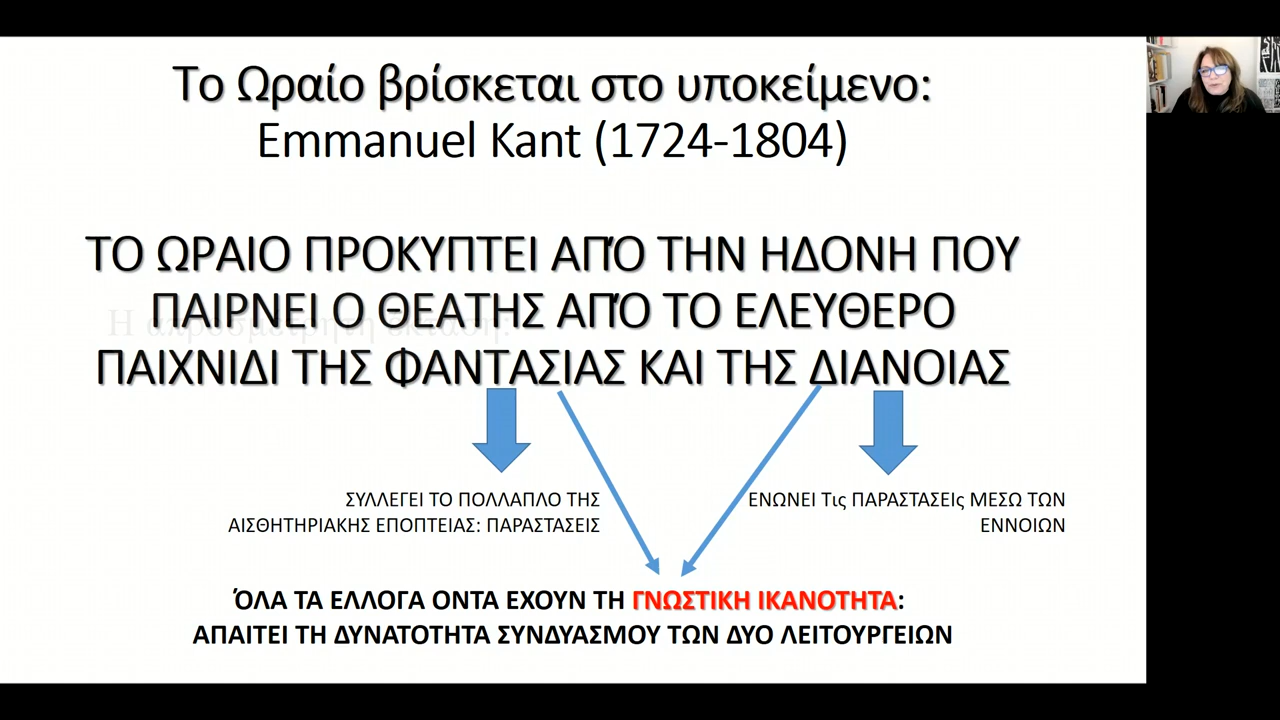 Το Ωραίο βρίσκεται στο υποκείμενο:
Emmanuel Kant (1724-1804)
ΤΟ ΩΡΑΙΟ ΠΡΟΚΥΠΤΕΙ ΑΠΌ ΤΗΝ ΗΔΟΝΗ ΠΟΥ
ΠΑΙΡΝΕΙ Ο ΘΕΑΤΗΣ ΑΠΌ ΤΟ ΕΛΕΥΘΕΡΟ
ΠΑΙΧΝΙΔΙ ΤΗΣ ΦΑΝΤΑΣΙΑΣ ΚΑΙ ΤΗΣ ΔΙΑΝΟΙΑΣ
ΣΥΛΛΕΓΕΙ ΤΟ ΠΟΛΛΑΠΛΟ ΤΗΣ
ΑΙΣΘΗΤΗΡΙΑΚΗΣ ΕΠΟΠΤΕΙΑΣ: ΠΑΡΑΣΤΑΣΕΙΣ
ΕΝΩΝΕΙ Τις ΠΑΡΑΣΤΑΣΕΙς ΜΕΣΩ ΤΩΝ
ΕΝΝΟΙΩΝ
ΌΛΑ ΤΑ ΕΛΛΟΓΑ ΟΝΤΑ ΕΧΟΥΝ ΤΗ ΓΝΩΣΤΙΚΗ ΙΚΑΝΟΤΗΤΑ:
ΑΠΑΙΤΕΙ ΤΗ ΔΥΝΑΤΟΤΗΤΑ ΣΥΝΔΥΑΣΜΟΥ ΤΩΝ ΔΥΟ ΛΕΙΤΟΥΡΓΕΙΩΝ